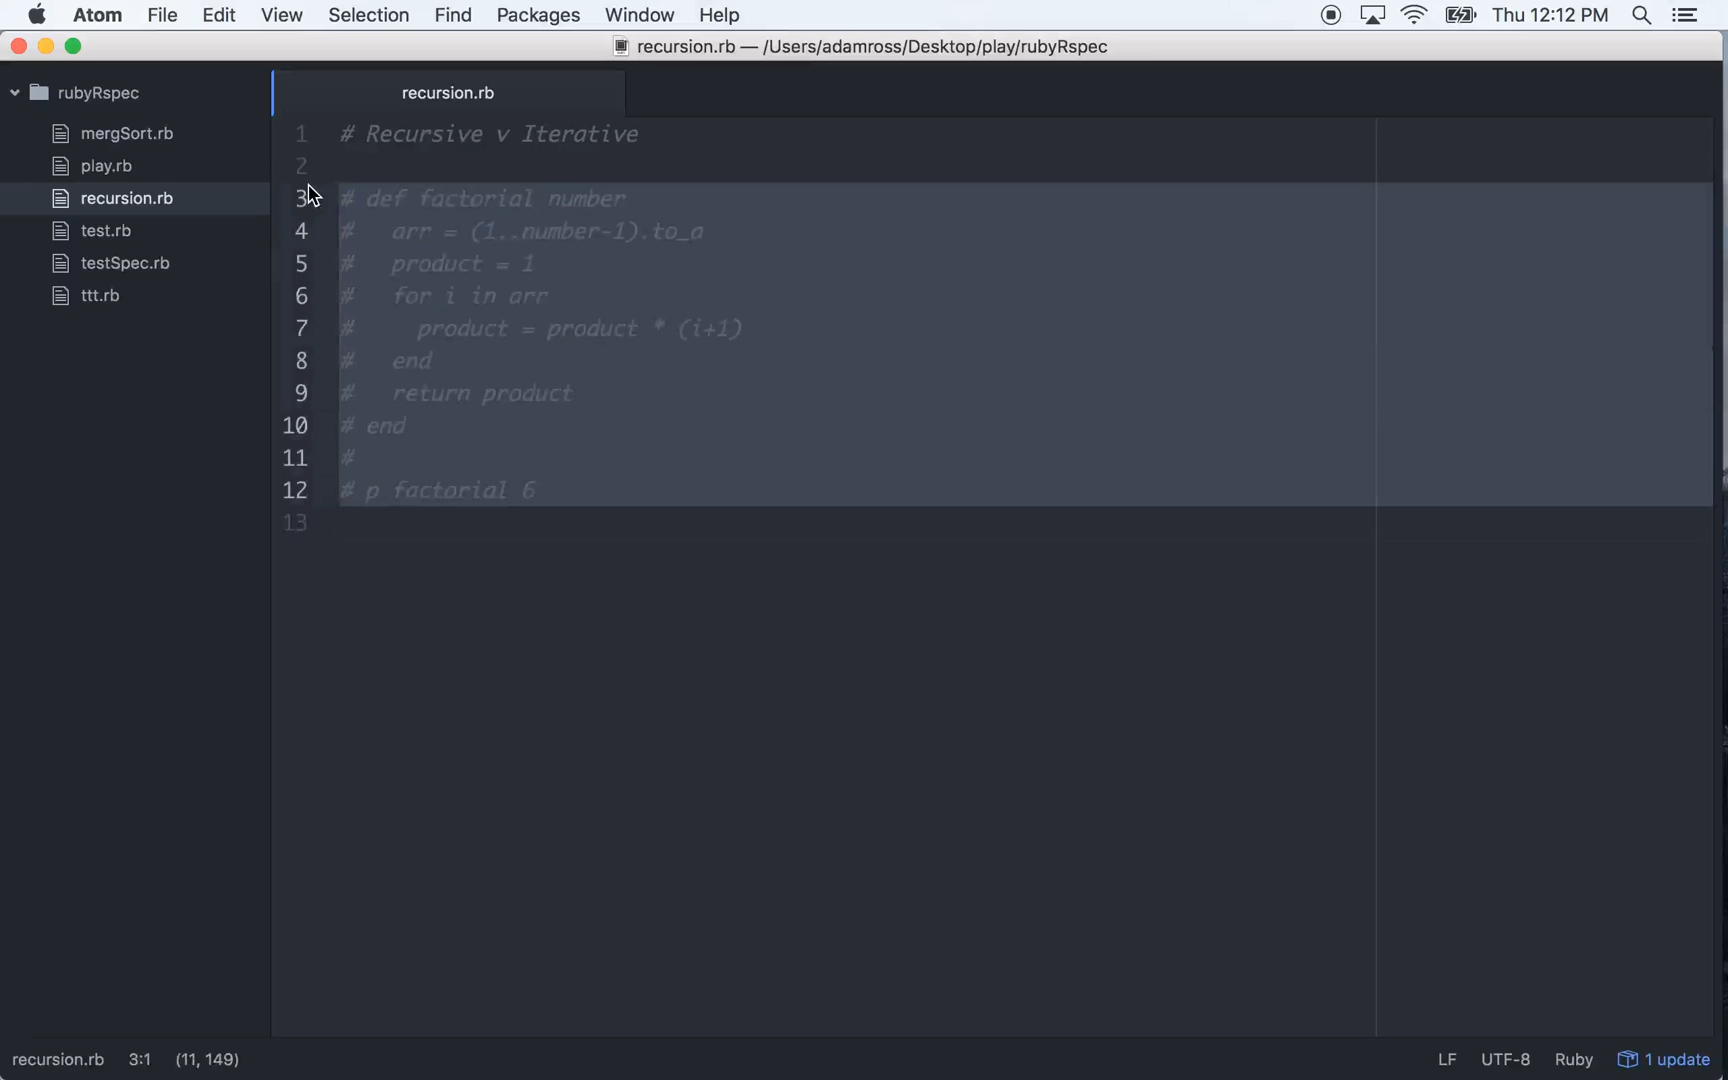 Atom File Edit View Selection Find Packages Window Help Thu 12:12 PM
recursion.rb — /Users/adamross/Desktop/play/rubyRspec
rubyRspec
mergSort.rb
play.rb
recursion.rb
test.rb
testSpec.rb
ttt.rb
recursion.rb
1 # Recursive v Iterative
2
3 # def factorial number
4 #   arr = (1..number-1).to_a
5 #   product = 1
6 #   for i in arr
7 #     product = product * (i+1)
8 #   end
9 #   return product
10 # end
11 #
12 # p factorial 6
13
recursion.rb 3:1 (11, 149) LF UTF-8 Ruby 1 update